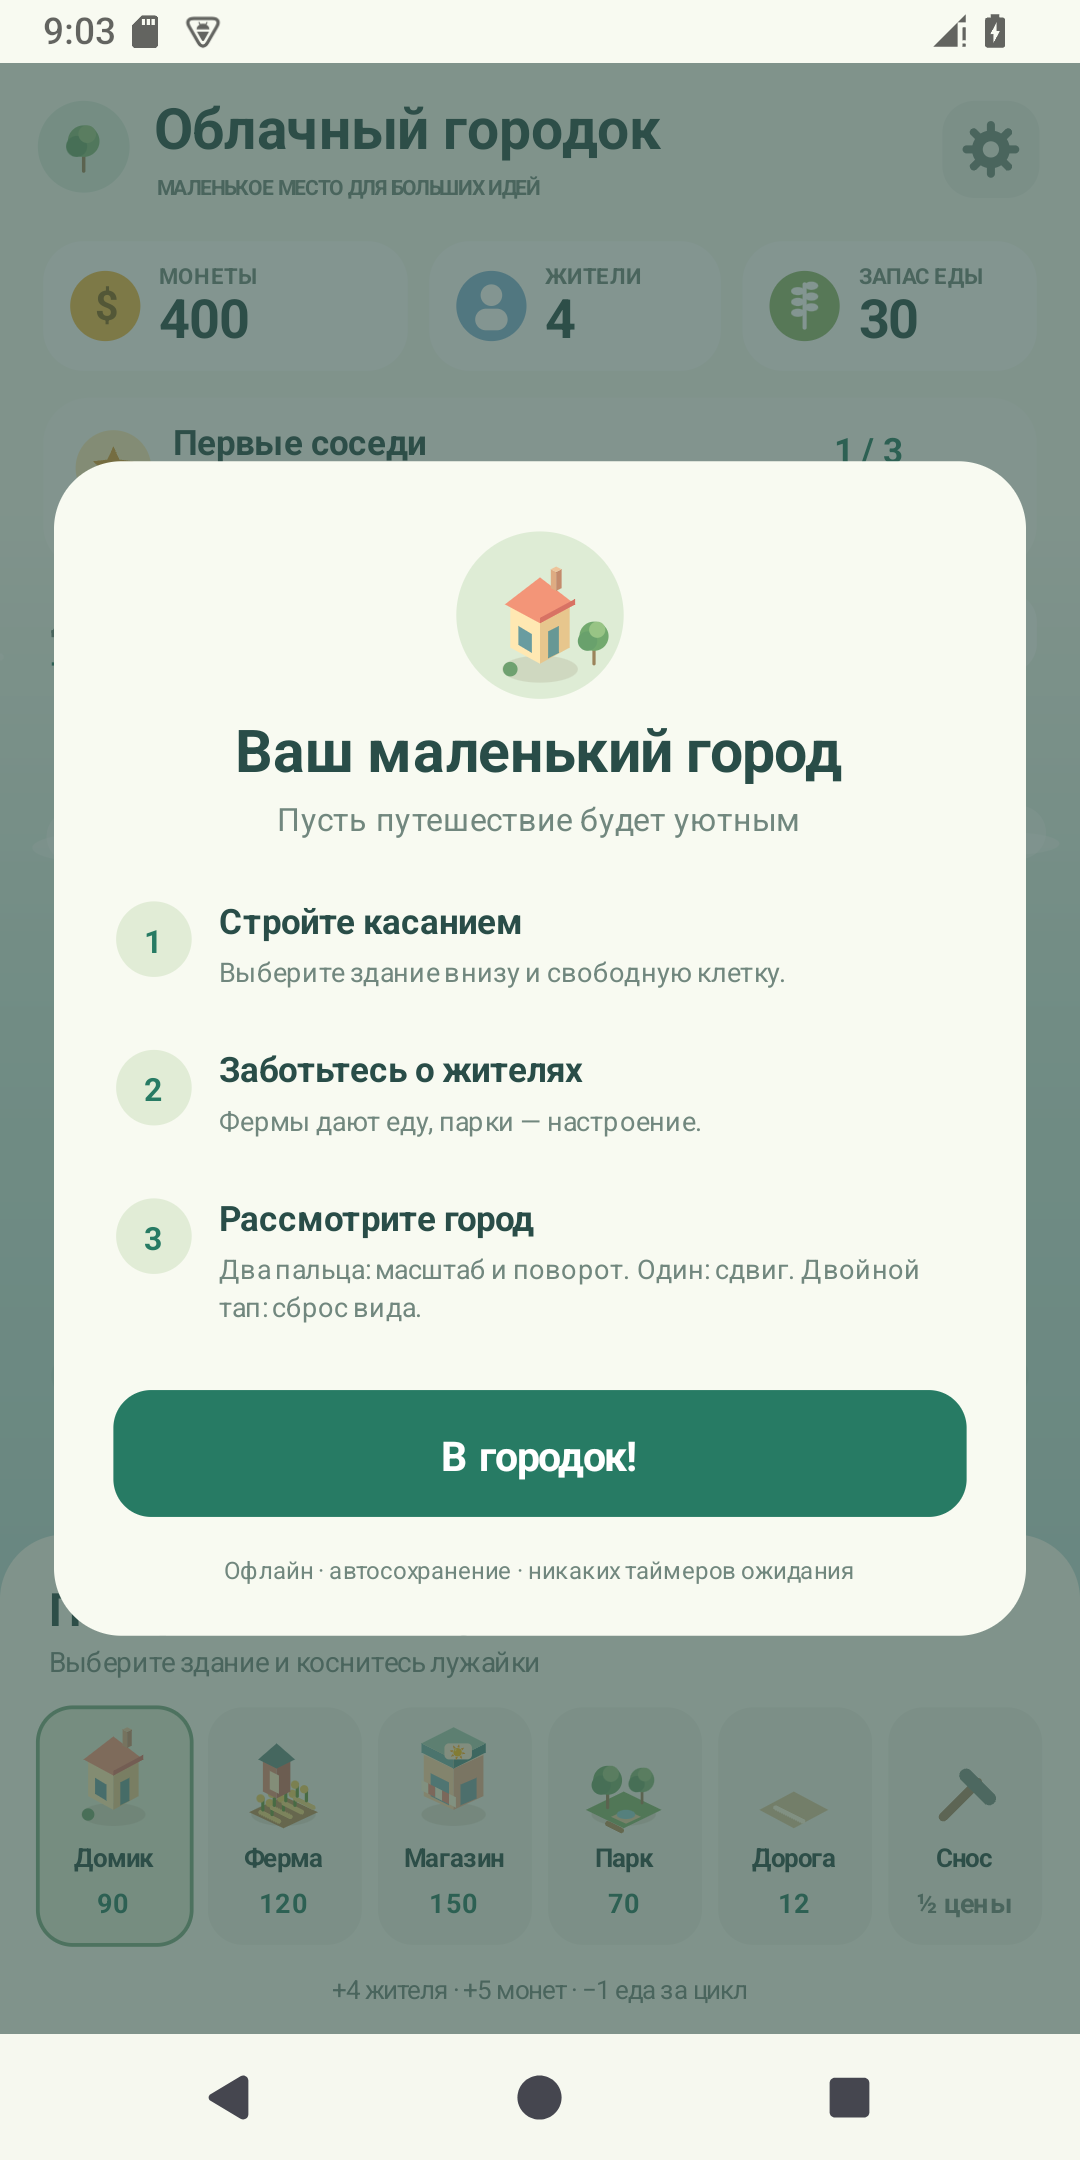 9:03
Облачный городок
МАЛЕНЬКОЕ МЕСТО ДЛЯ БОЛЬШИХ ИДЕЙ
МОНЕТЫ
400
ЖИТЕЛИ
4
ЗАПАС ЕДЫ
30
Первые соседи
1 / 3
Ваш маленький город
Пусть путешествие будет уютным
1
Стройте касанием
Выберите здание внизу и свободную клетку.
2
Заботьтесь о жителях
Фермы дают еду, парки — настроение.
3
Рассмотрите город
Два пальца: масштаб и поворот. Один: сдвиг. Двойной
тап: сброс вида.
В городок!
Офлайн · автосохранение · никаких таймеров ожидания
Выберите здание и коснитесь лужайки
Домик
90
Ферма
120
Магазин
150
Парк
70
Дорога
12
Снос
½ цены
+4 жителя · +5 монет · −1 еда за цикл